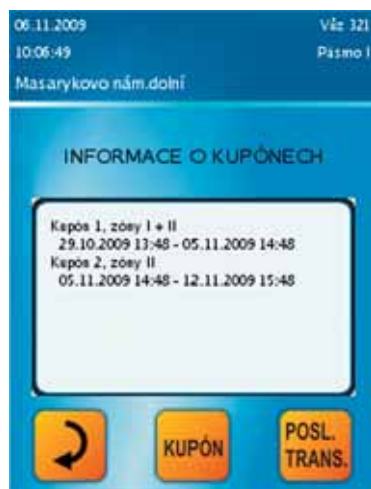 06.11.2009 Vůz 321
10:06:49 Pásmo I
Masarykovo nám.dolní
INFORMACE O KUPÓNECH
Kupón 1, zóny I + II
29.10.2009 13:48 - 05.11.2009 14:48
Kupón 2, zóny II
05.11.2009 14:48 - 12.11.2009 15:48
KUPÓN
POSL.
TRANS.